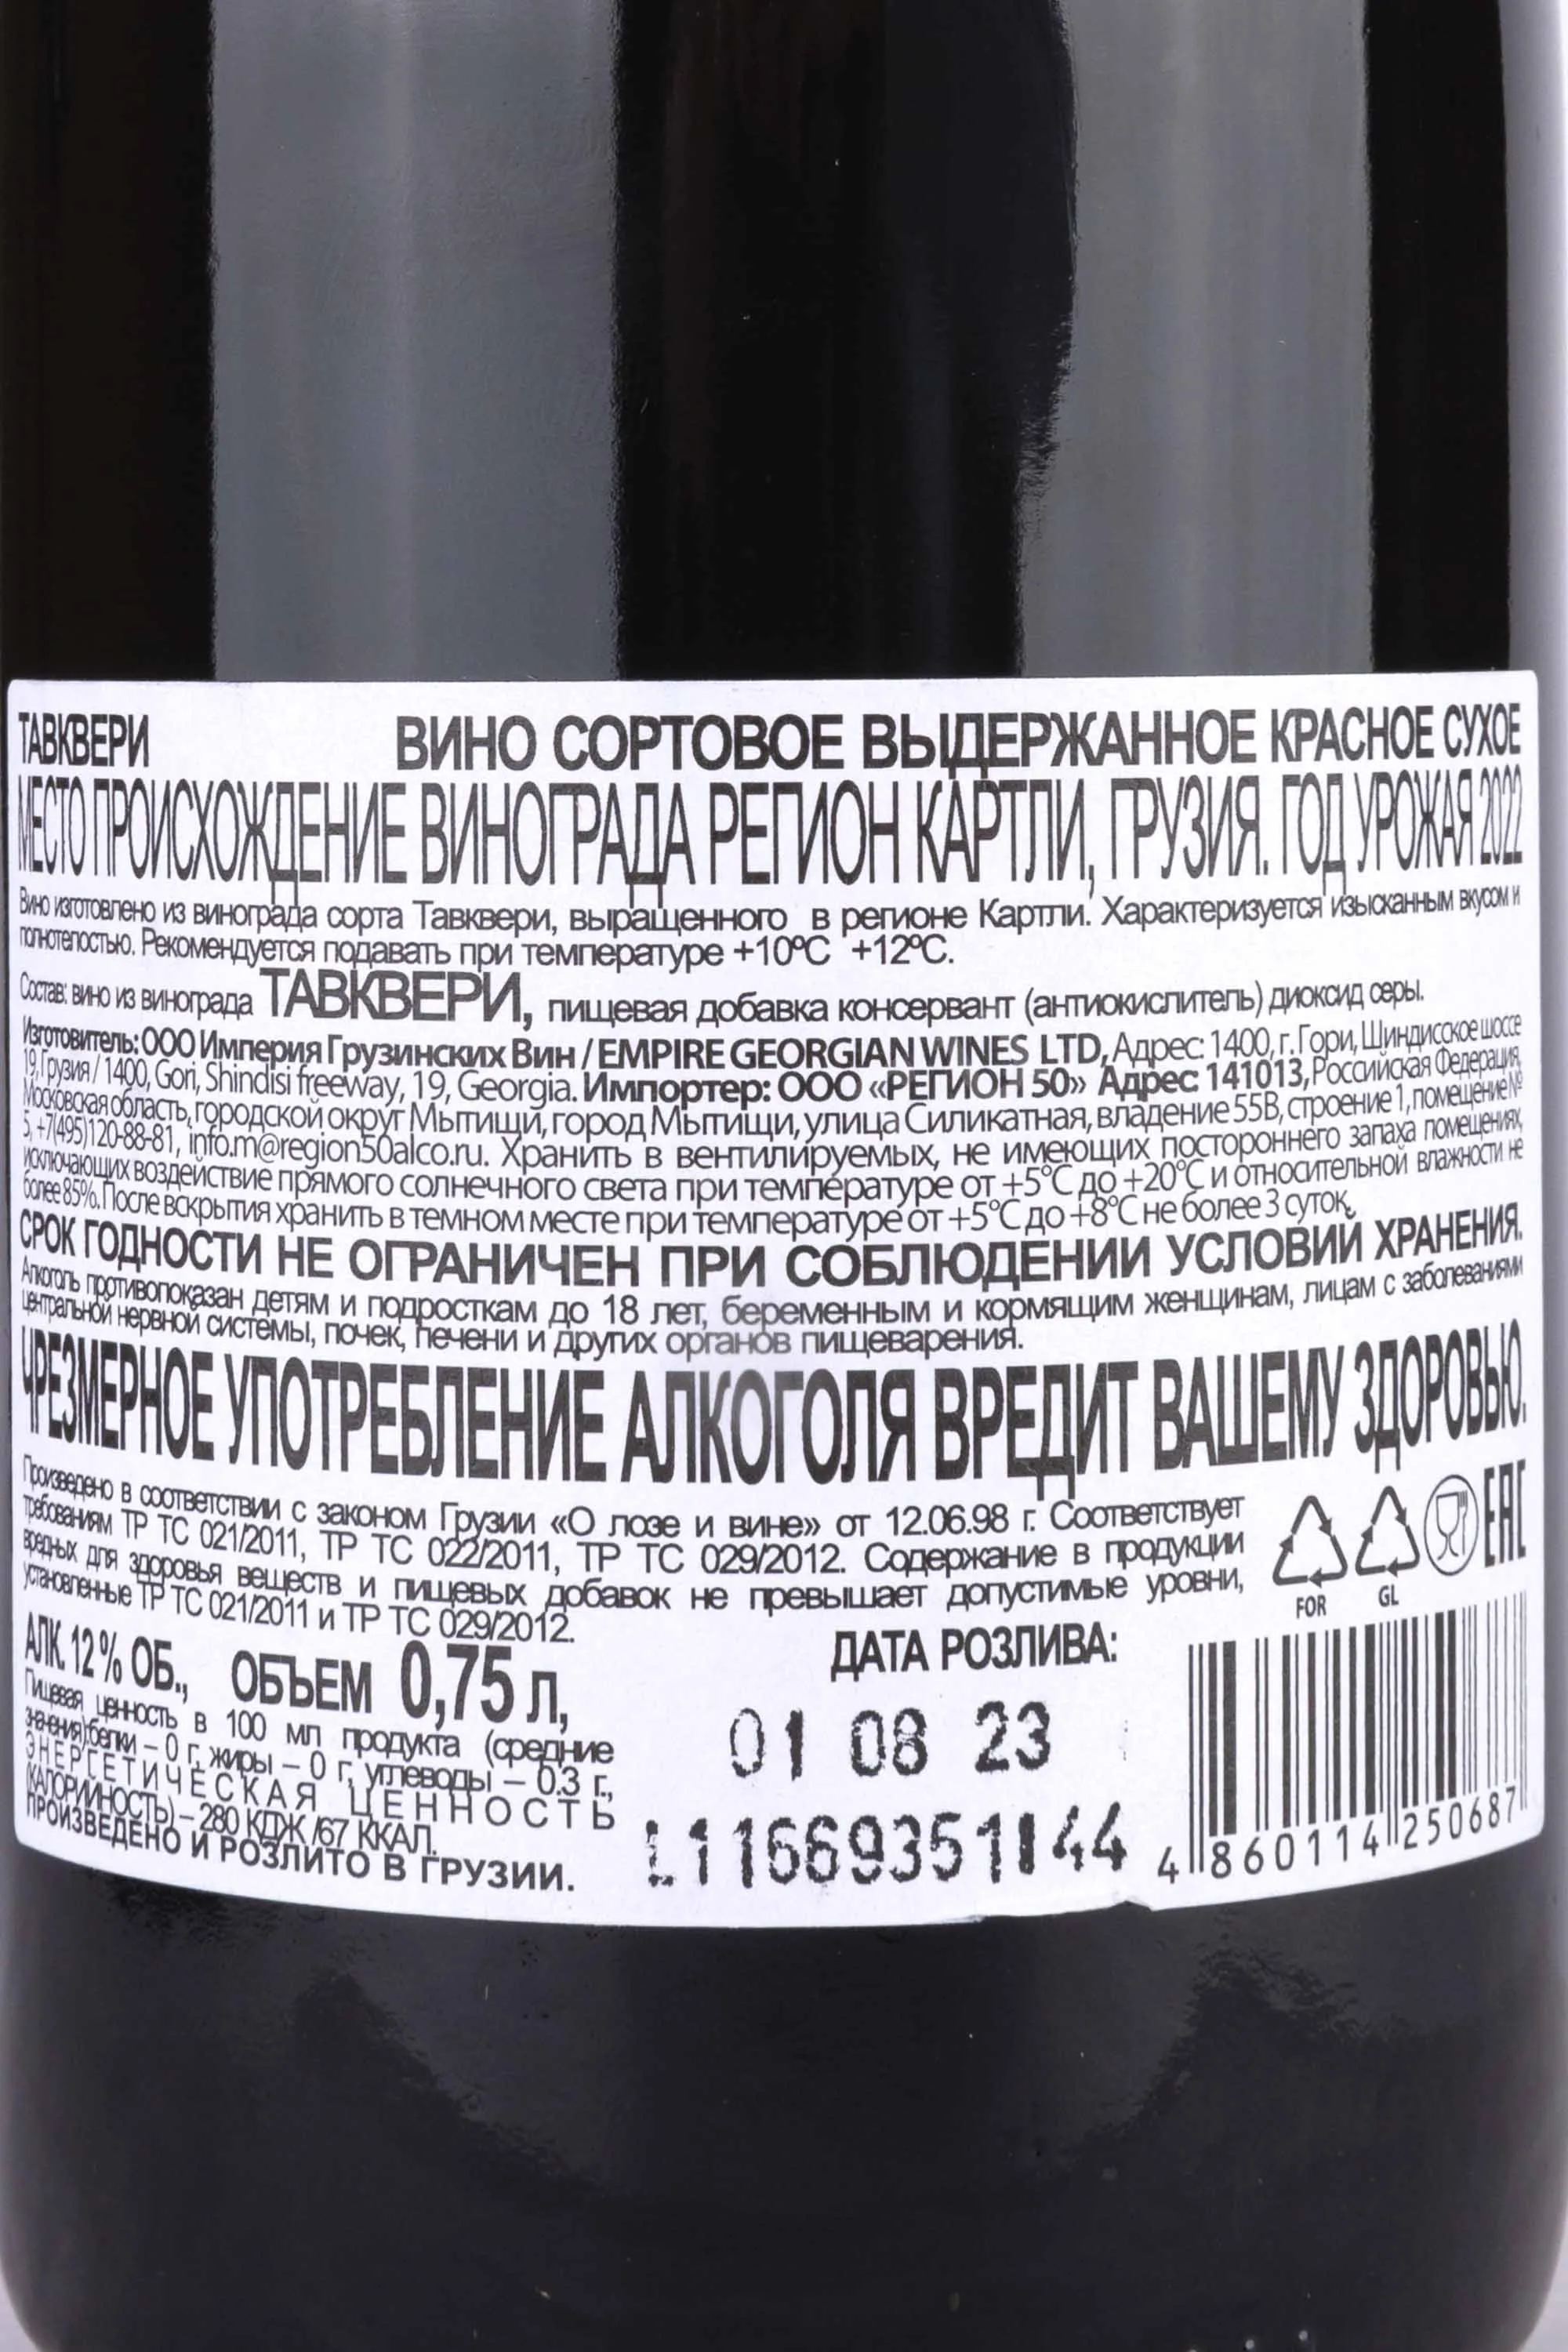 ТАВКВЕРИ ВИНО СОРТОВОЕ ВЫДЕРЖАННОЕ КРАСНОЕ СУХОЕ
МЕСТО ПРОИСХОЖДЕНИЕ ВИНОГРАДА РЕГИОН КАРТЛИ, ГРУЗИЯ. ГОД УРОЖАЯ 2022
Вино изготовлено из винограда сорта Тавквери, выращенного в регионе Картли. Характеризуется изысканным вкусом и
полнотелостью. Рекомендуется подавать при температуре +10°С +12°С.
Состав: вино из винограда ТАВКВЕРИ, пищевая добавка консервант (антиокислитель) диоксид серы.
Изготовитель: ООО Империя Грузинских Вин / EMPIRE GEORGIAN WINES LTD, Адрес: 1400, г. Гори, Шиндисское шоссе
19, Грузия / 1400, Gori, Shindisi freeway, 19, Georgia. Импортер: ООО «РЕГИОН 50» Адрес 141013, Российская Федерация,
Московская область, городской округ Мытищи, город Мытищи, улица Силикатная, владение 55В, строение 1, помещение №
5, +7(495)120-88-81, info.m@region50alco.ru. Хранить в вентилируемых, не имеющих постороннего запаха помещениях,
исключающих воздействие прямого солнечного света при температуре от +5°С до +20°С и относительной влажности не
более 85%. После вскрытия хранить в темном месте при температуре от +5°С до +8°С не более 3 суток.
СРОК ГОДНОСТИ НЕ ОГРАНИЧЕН ПРИ СОБЛЮДЕНИИ УСЛОВИЙ ХРАНЕНИЯ.
Алкоголь противопоказан детям и подросткам до 18 лет, беременным и кормящим женщинам, лицам с заболеваниями
центральной нервной системы, почек, печени и других органов пищеварения.
ЧРЕЗМЕРНОЕ УПОТРЕБЛЕНИЕ АЛКОГОЛЯ ВРЕДИТ ВАШЕМУ ЗДОРОВЬЮ.
Произведено в соответствии с законом Грузии «О лозе и вине» от 12.06.98 г. Соответствует
требованиям ТР ТС 021/2011, ТР ТС 022/2011, ТР ТС 029/2012. Содержание в продукции
вредных для здоровья веществ и пищевых добавок не превышает допустимые уровни,
установленные ТР ТС 021/2011 и ТР ТС 029/2012.
FOR GL EAC
АЛК. 12 % ОБ., ОБЪЕМ 0,75 л,
Пищевая ценность в 100 мл продукта (средние
значения):белки – 0 г, жиры – 0 г, углеводы – 0.3 г.,
ЭНЕРГЕТИЧЕСКАЯ ЦЕННОСТЬ
(КАЛОРИЙНОСТЬ) – 280 КДЖ /67 ККАЛ.
ПРОИЗВЕДЕНО И РОЗЛИТО В ГРУЗИИ.
ДАТА РОЗЛИВА:
01 08 23
L11669351144
4 860114 250687